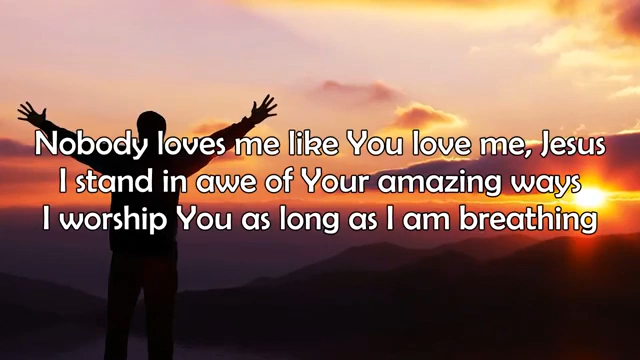 Nobody loves me like You love me, Jesus
I stand in awe of Your amazing ways
I worship You as long as I am breathing